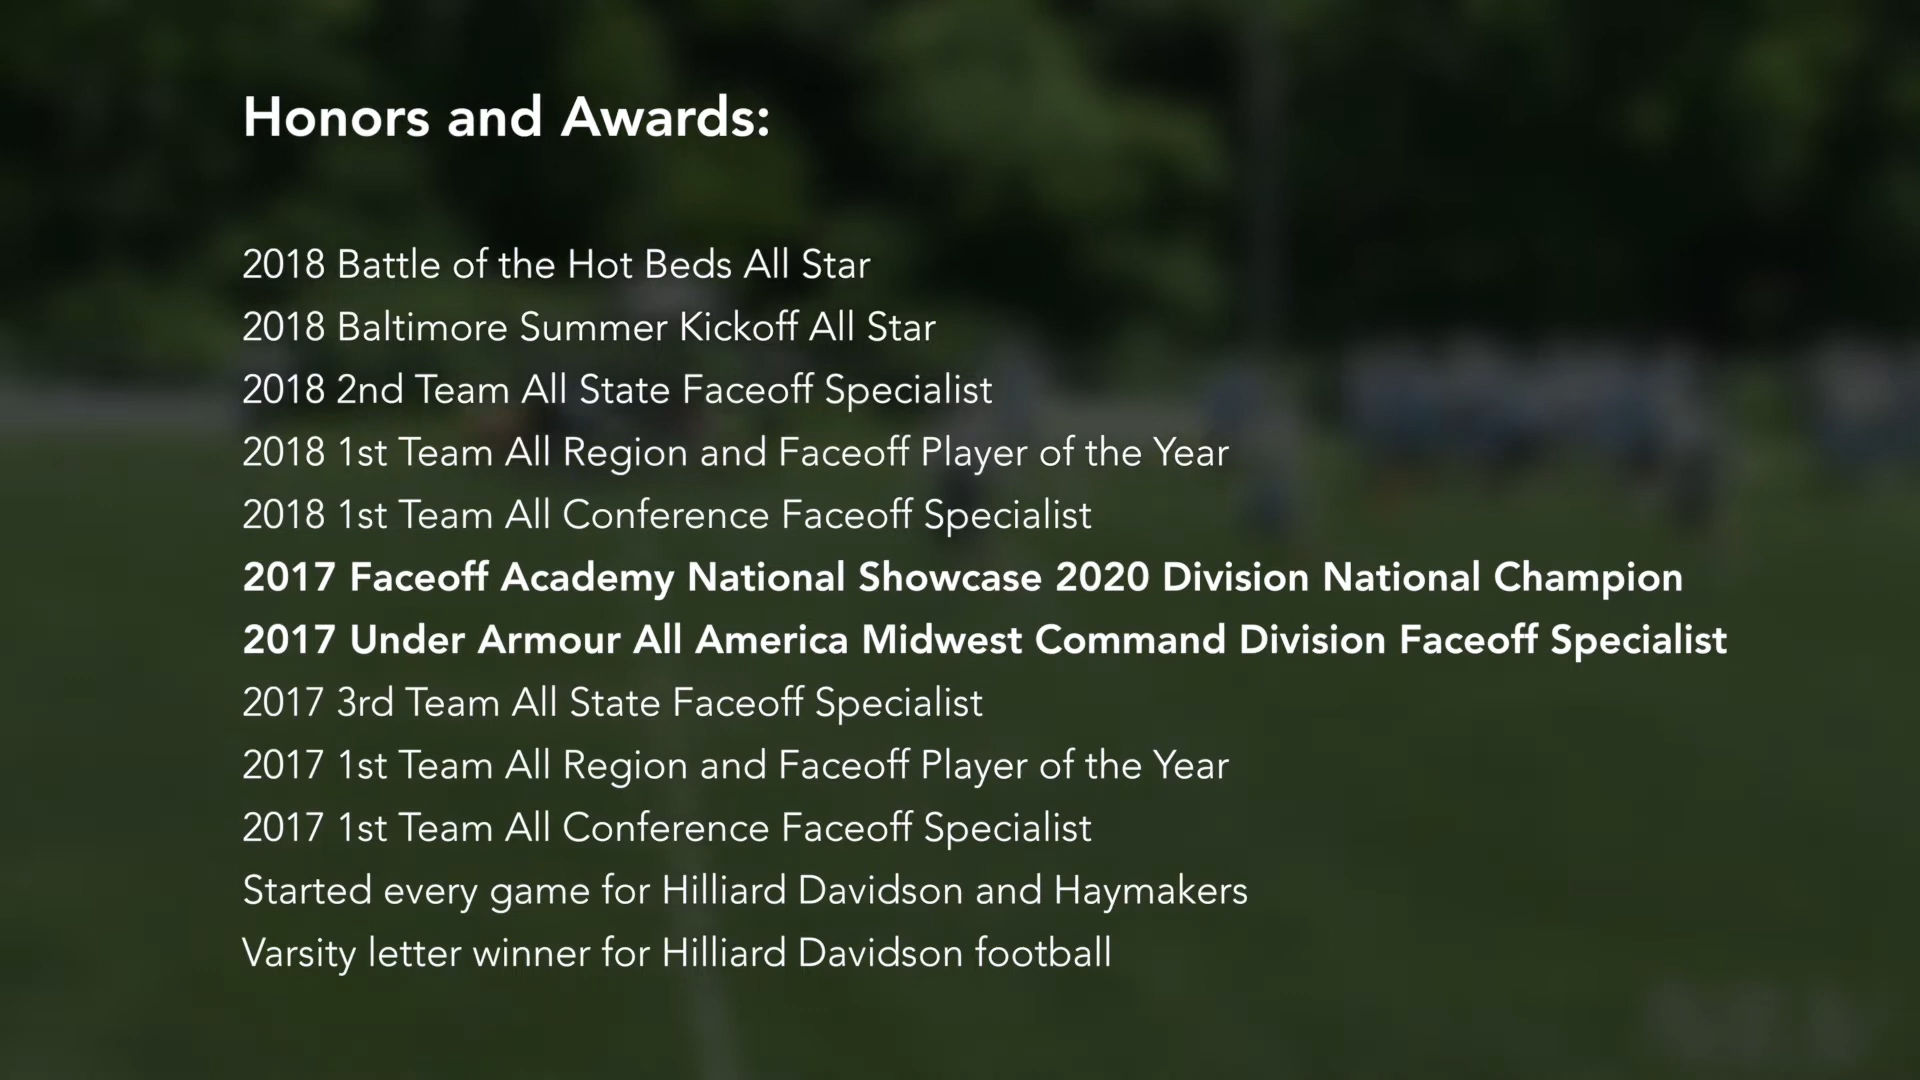 Honors and Awards:
2018 Battle of the Hot Beds All Star
2018 Baltimore Summer Kickoff All Star
2018 2nd Team All State Faceoff Specialist
2018 1st Team All Region and Faceoff Player of the Year
2018 1st Team All Conference Faceoff Specialist
2017 Faceoff Academy National Showcase 2020 Division National Champion
2017 Under Armour All America Midwest Command Division Faceoff Specialist
2017 3rd Team All State Faceoff Specialist
2017 1st Team All Region and Faceoff Player of the Year
2017 1st Team All Conference Faceoff Specialist
Started every game for Hilliard Davidson and Haymakers
Varsity letter winner for Hilliard Davidson football